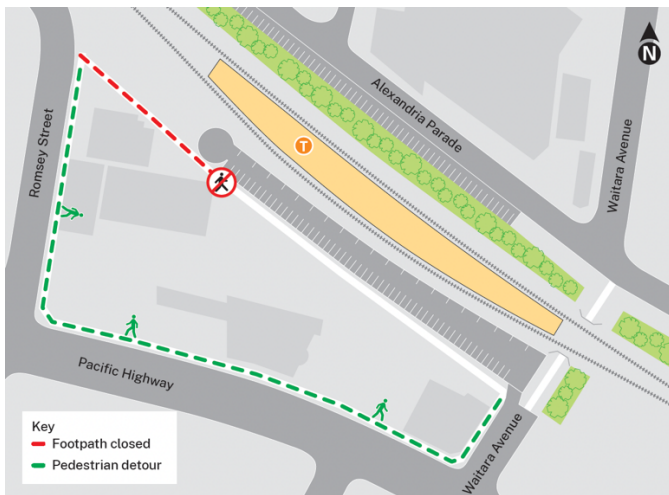 N
Alexandria Parade
Waitara Avenue
Romsey Street
T
Pacific Highway
Waitara Avenue
Key
Footpath closed
Pedestrian detour